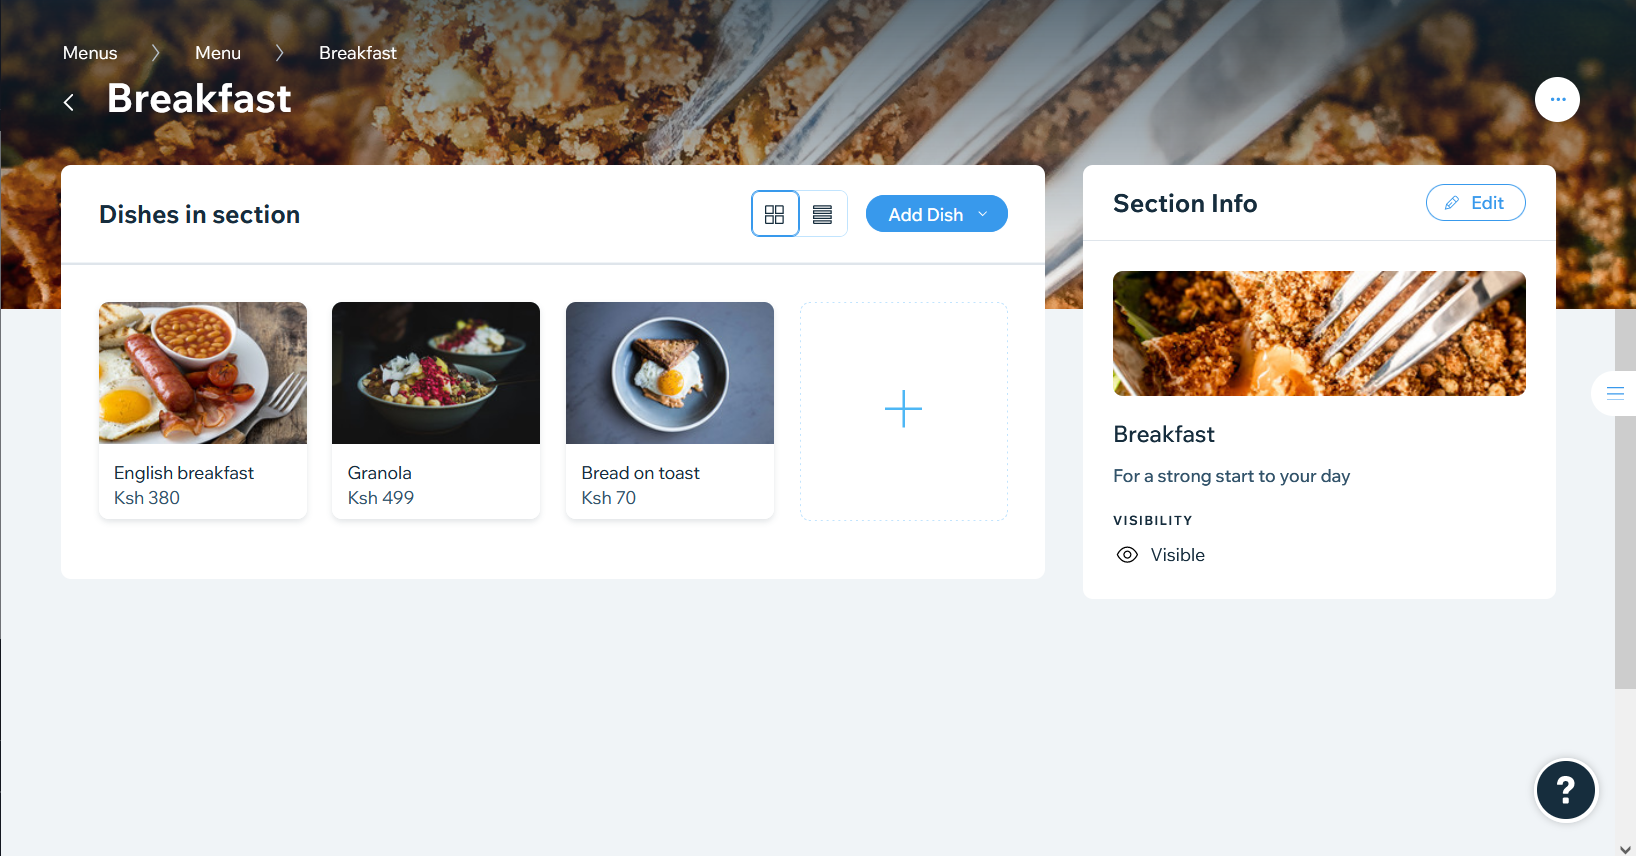 Menus
Menu
Breakfast
Breakfast
Dishes in section
Add Dish
English breakfast
Ksh 380
Granola
Ksh 499
Bread on toast
Ksh 70
Section Info
Edit
Breakfast
For a strong start to your day
VISIBILITY
Visible
?